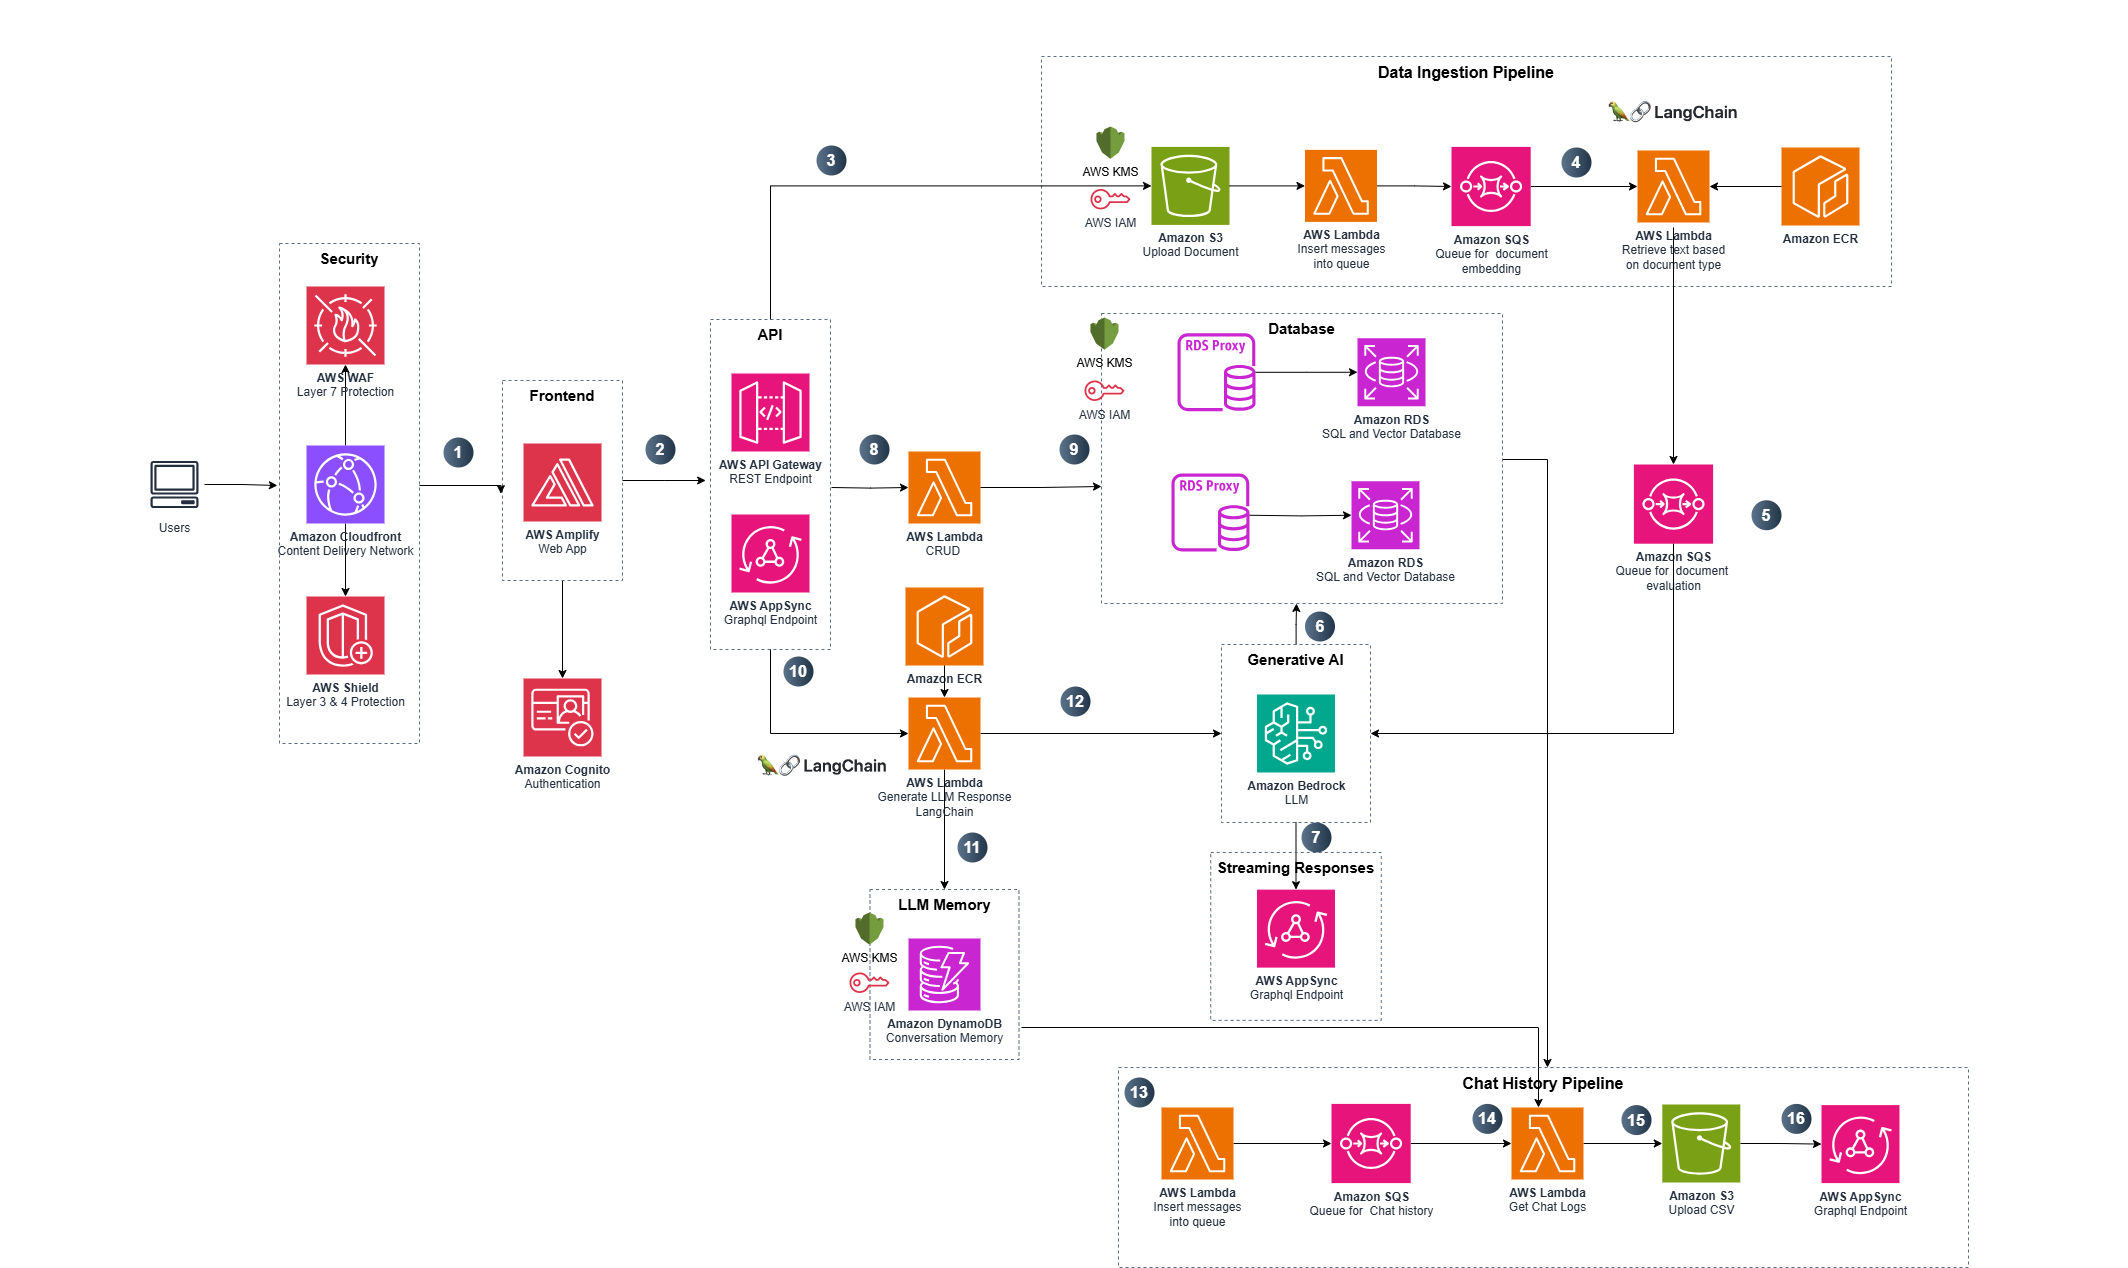 Data Ingestion Pipeline
LangChain
3
4
AWS KMS
AWS IAM
Amazon S3
Upload Document
AWS Lambda
Insert messages
into queue
Amazon SQS
Queue for  document
embedding
AWS Lambda
Retrieve text based
on document type
Amazon ECR
Security
AWS WAF
Layer 7 Protection
Amazon Cloudfront
Content Delivery Network
AWS Shield
Layer 3 & 4 Protection
Users
1
Frontend
AWS Amplify
Web App
Amazon Cognito
Authentication
2
API
AWS API Gateway
REST Endpoint
AWS AppSync
Graphql Endpoint
8
AWS Lambda
CRUD
9
AWS KMS
AWS IAM
Database
RDS Proxy
Amazon RDS
SQL and Vector Database
RDS Proxy
Amazon RDS
SQL and Vector Database
5
Amazon SQS
Queue for  document
evaluation
6
10
Amazon ECR
LangChain
AWS Lambda
Generate LLM Response
LangChain
12
Generative AI
Amazon Bedrock
LLM
7
11
Streaming Responses
AWS AppSync
Graphql Endpoint
LLM Memory
AWS KMS
AWS IAM
Amazon DynamoDB
Conversation Memory
Chat History Pipeline
13
AWS Lambda
Insert messages
into queue
Amazon SQS
Queue for  Chat history
14
AWS Lambda
Get Chat Logs
15
Amazon S3
Upload CSV
16
AWS AppSync
Graphql Endpoint